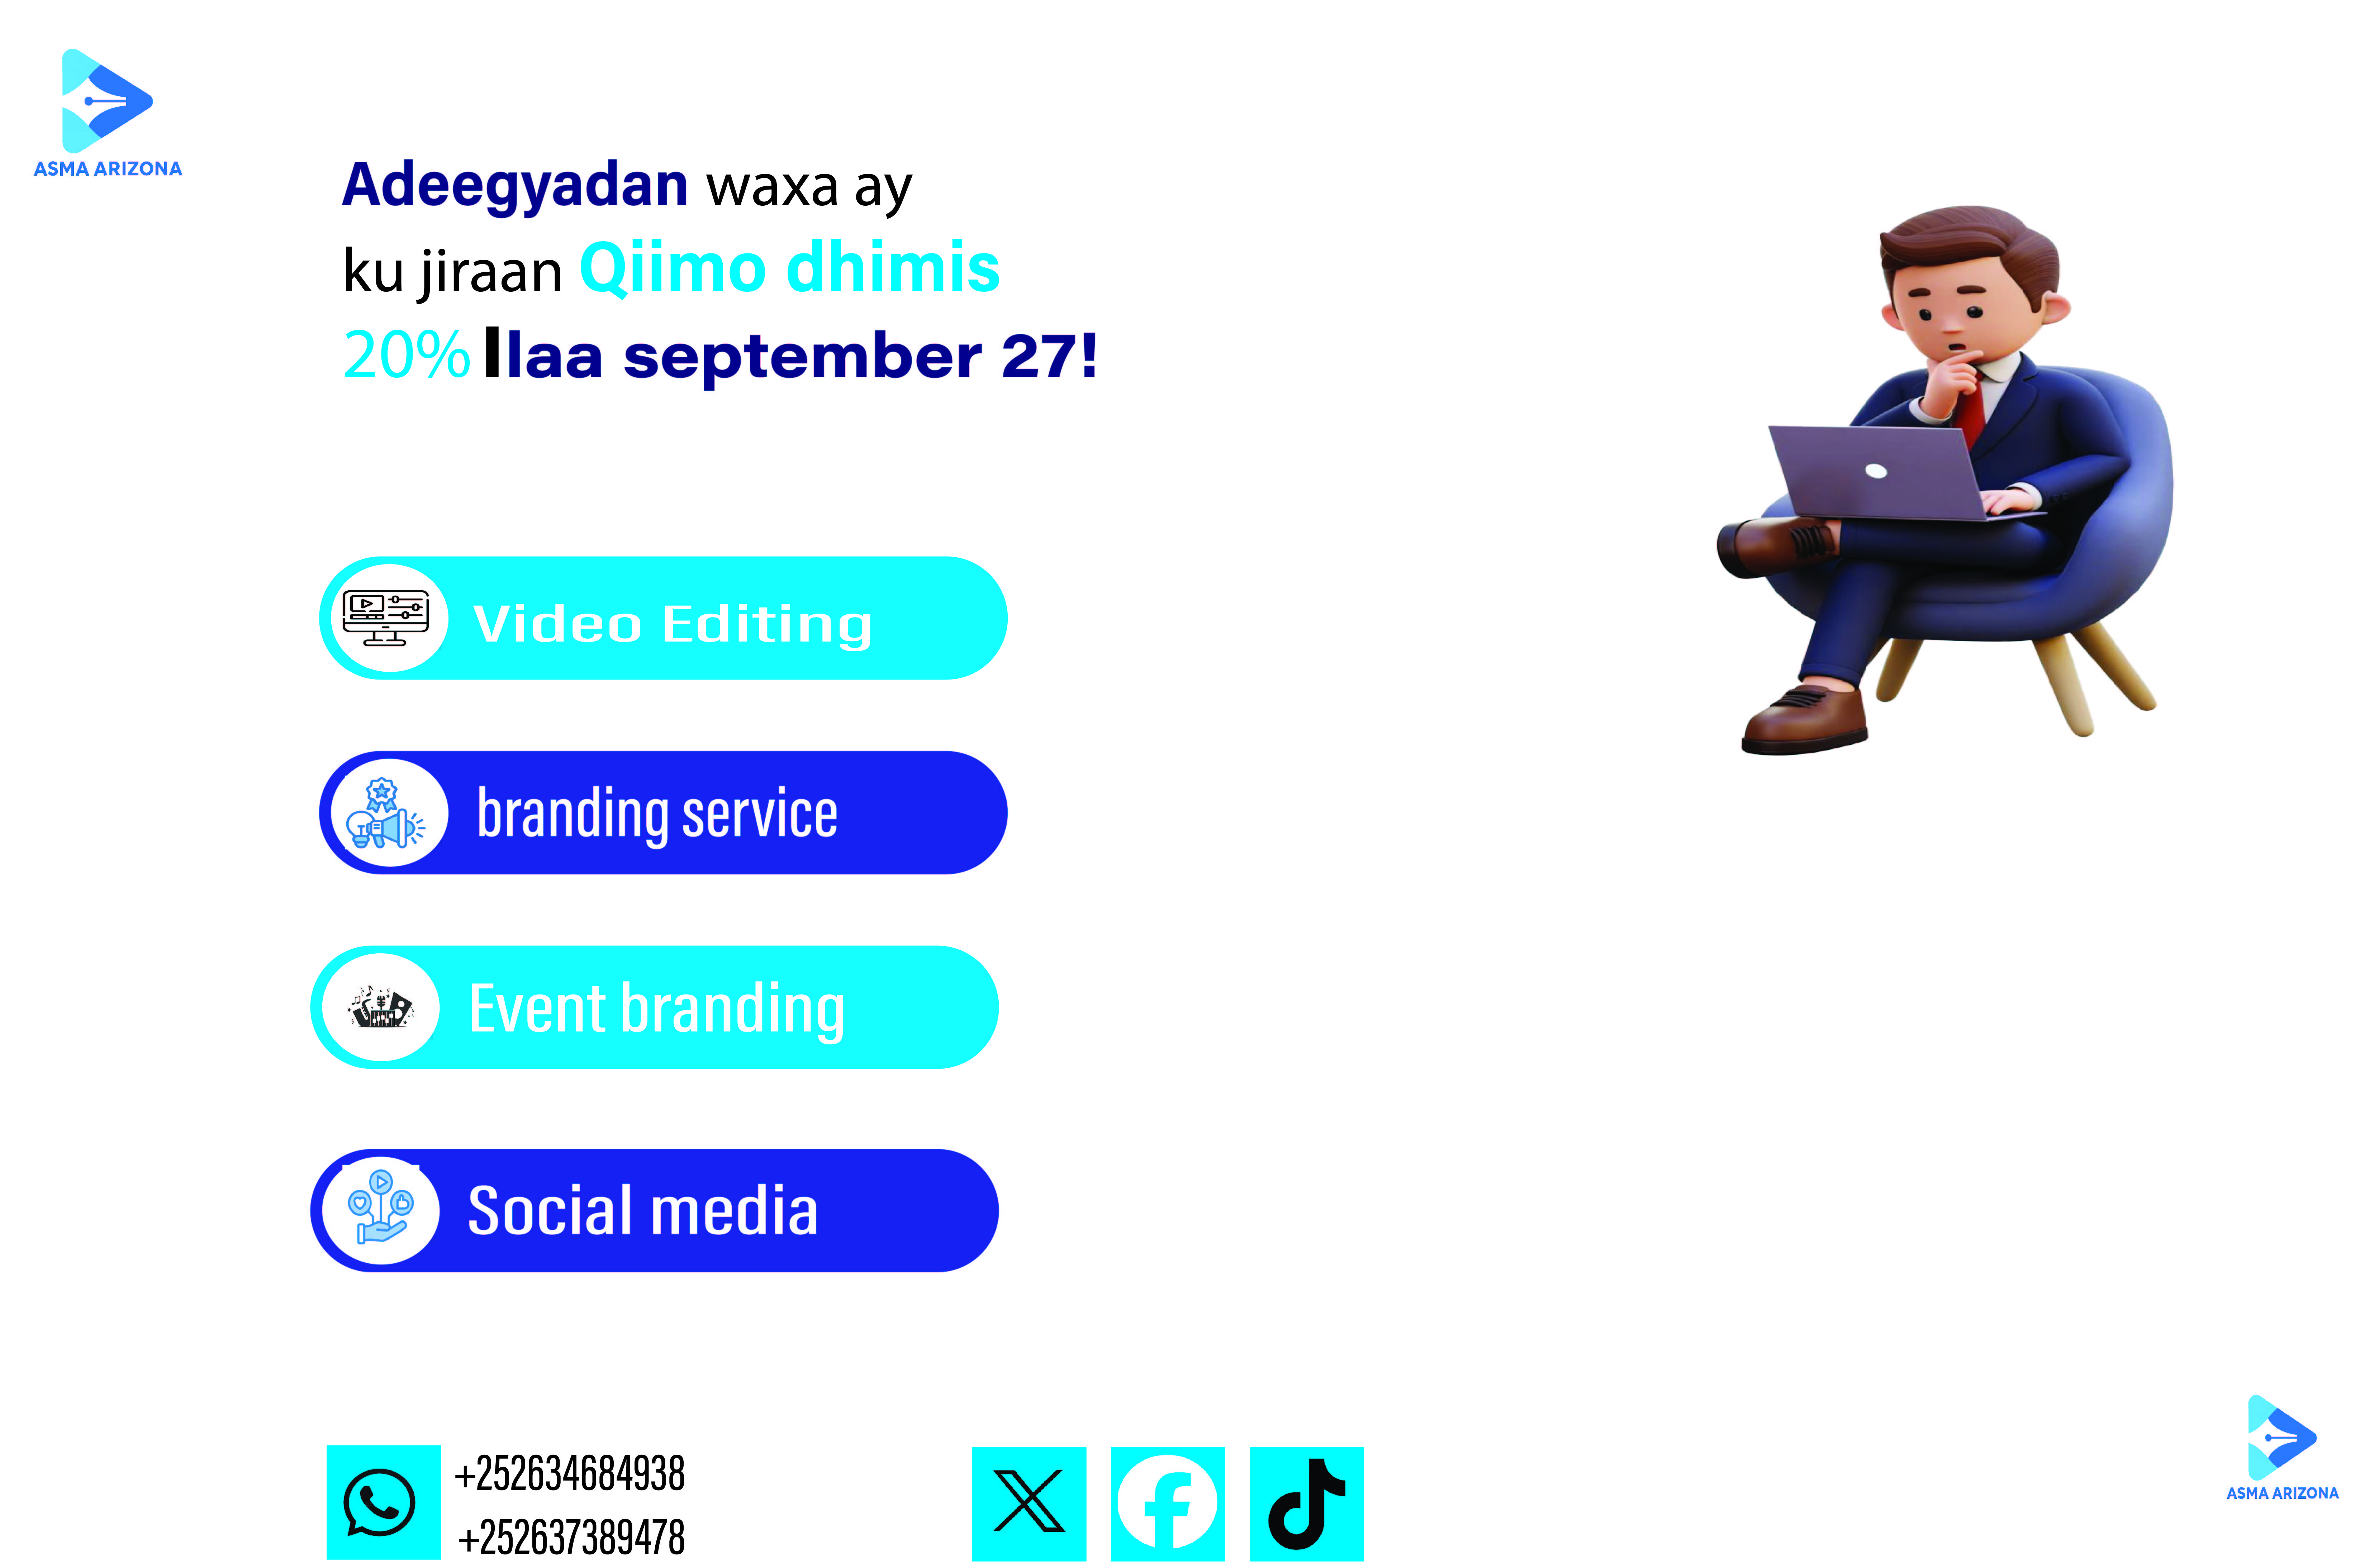 ASMA ARIZONA
Adeegyadan waxa ay
ku jiraan Qiimo dhimis
20% Ilaa september 27!
Video Editing
branding service
Event branding
Social media
+252634684938
+252637389478
ASMA ARIZONA